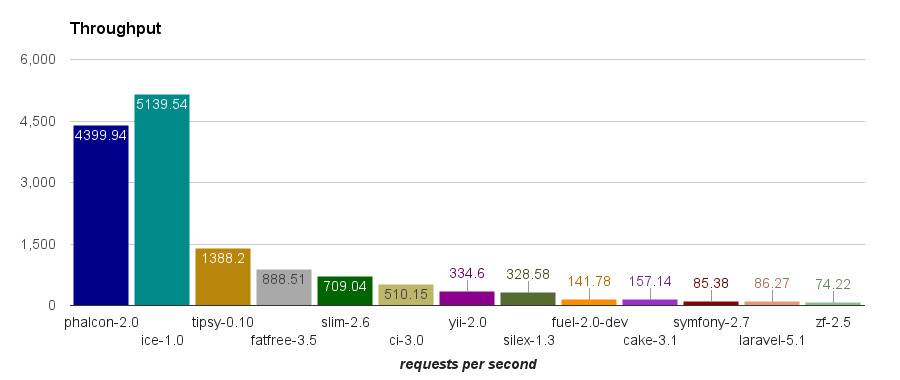 Throughput
6,000
4,500
3,000
1,500
0
4399.94
5139.54
1388.2
888.51
709.04
510.15
334.6
328.58
141.78
157.14
85.38
86.27
74.22
phalcon-2.0
ice-1.0
tipsy-0.10
fatfree-3.5
slim-2.6
ci-3.0
yii-2.0
silex-1.3
fuel-2.0-dev
cake-3.1
symfony-2.7
laravel-5.1
zf-2.5
requests per second